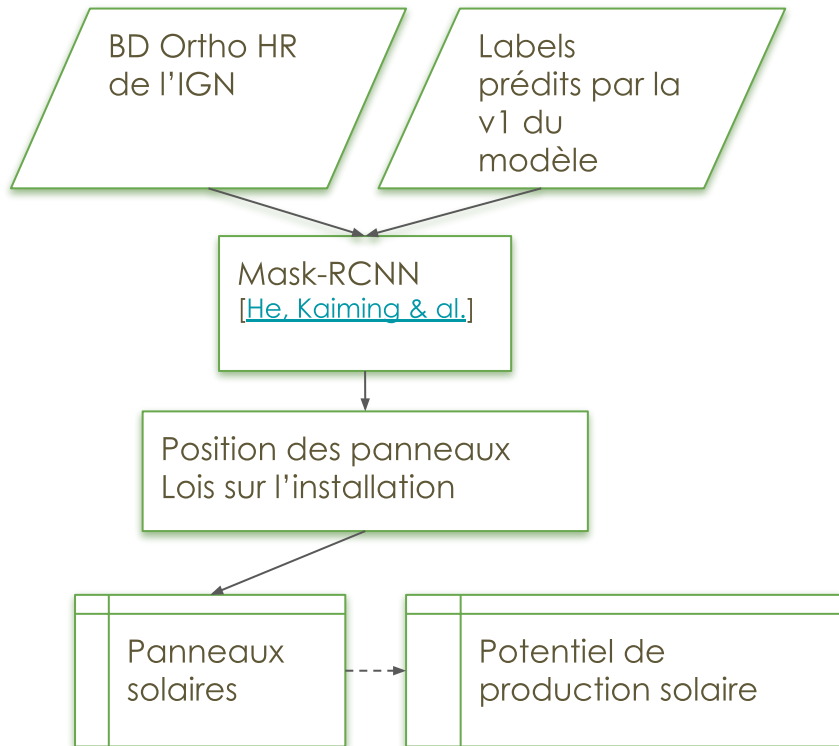 BD Ortho HR
de l’IGN
Labels
prédits par la
v1 du
modèle
Mask-RCNN
[He, Kaiming & al.]
Position des panneaux
Lois sur l’installation
Panneaux
solaires
Potentiel de
production solaire